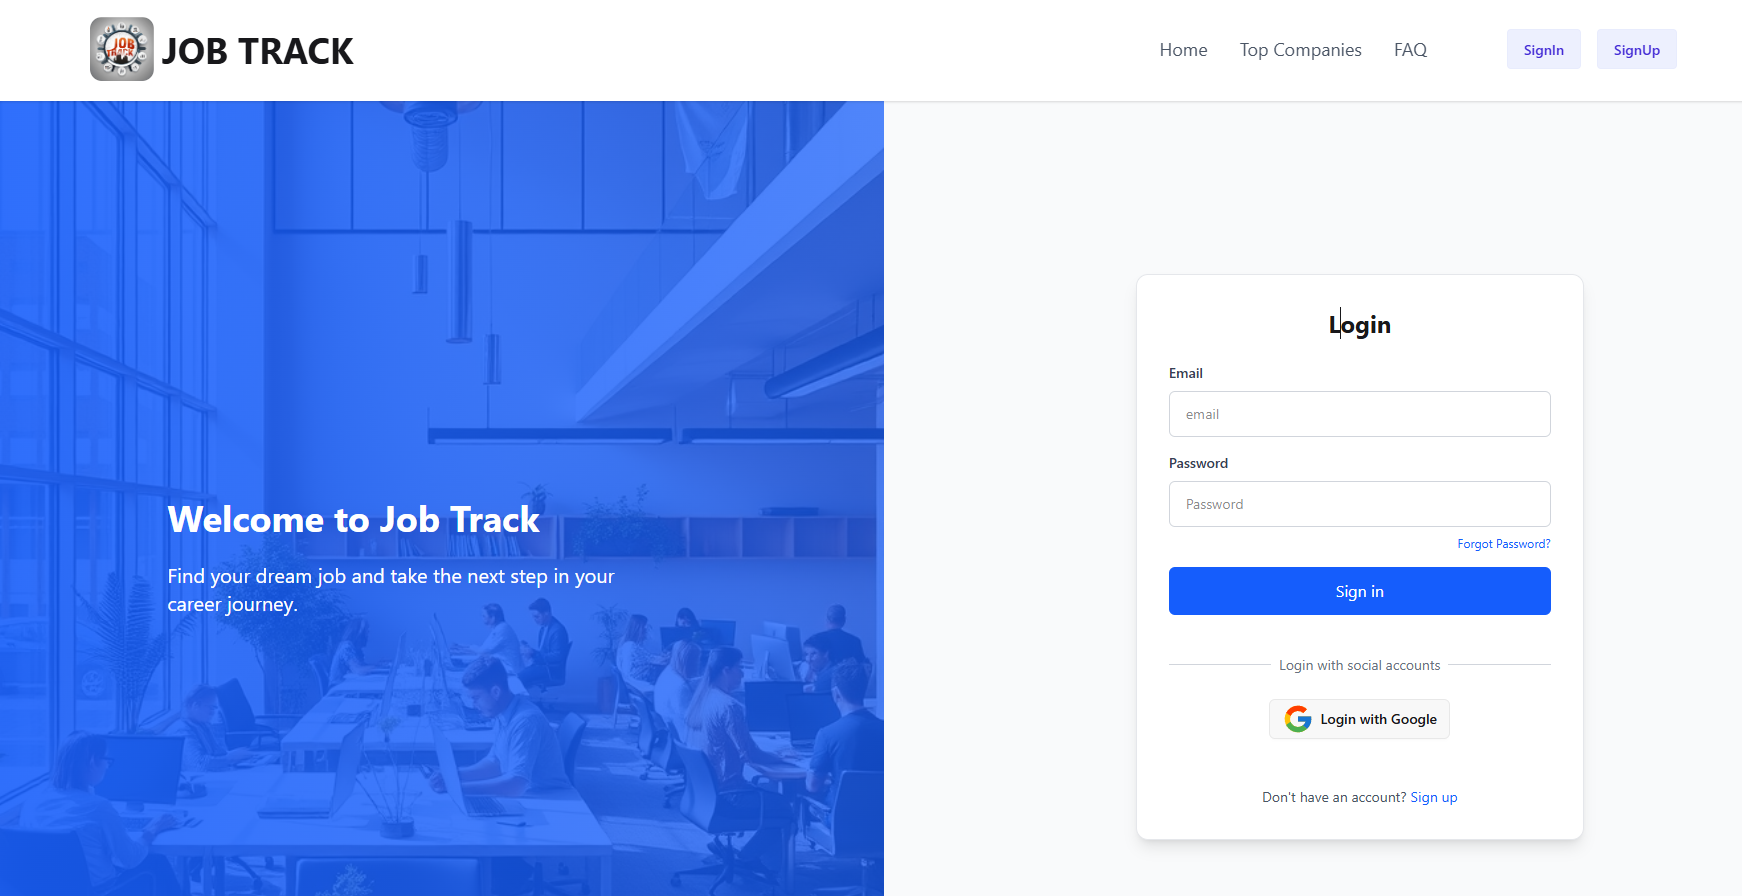 JOB TRACK
JOB TRACK
Home
Top Companies
FAQ
SignIn
SignUp
Welcome to Job Track
Find your dream job and take the next step in your
career journey.
Login
Email
email
Password
Password
Forgot Password?
Sign in
Login with social accounts
Login with Google
Don't have an account? Sign up